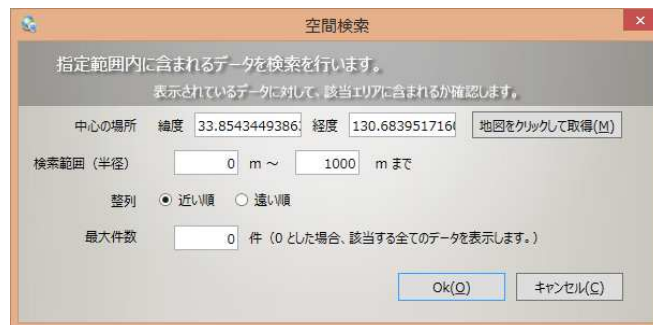 空間検索
指定範囲内に含まれるデータを検索を行います。
表示されているデータに対して、該当エリアに含まれるか確認します。
中心の場所 緯度 33.8543449386 経度 130.683951716 地図をクリックして取得(M)
検索範囲（半径） 0 m ～ 1000 m まで
整列 近い順 遠い順
最大件数 0 件（0 とした場合、該当する全てのデータを表示します。）
Ok(O) キャンセル(C)